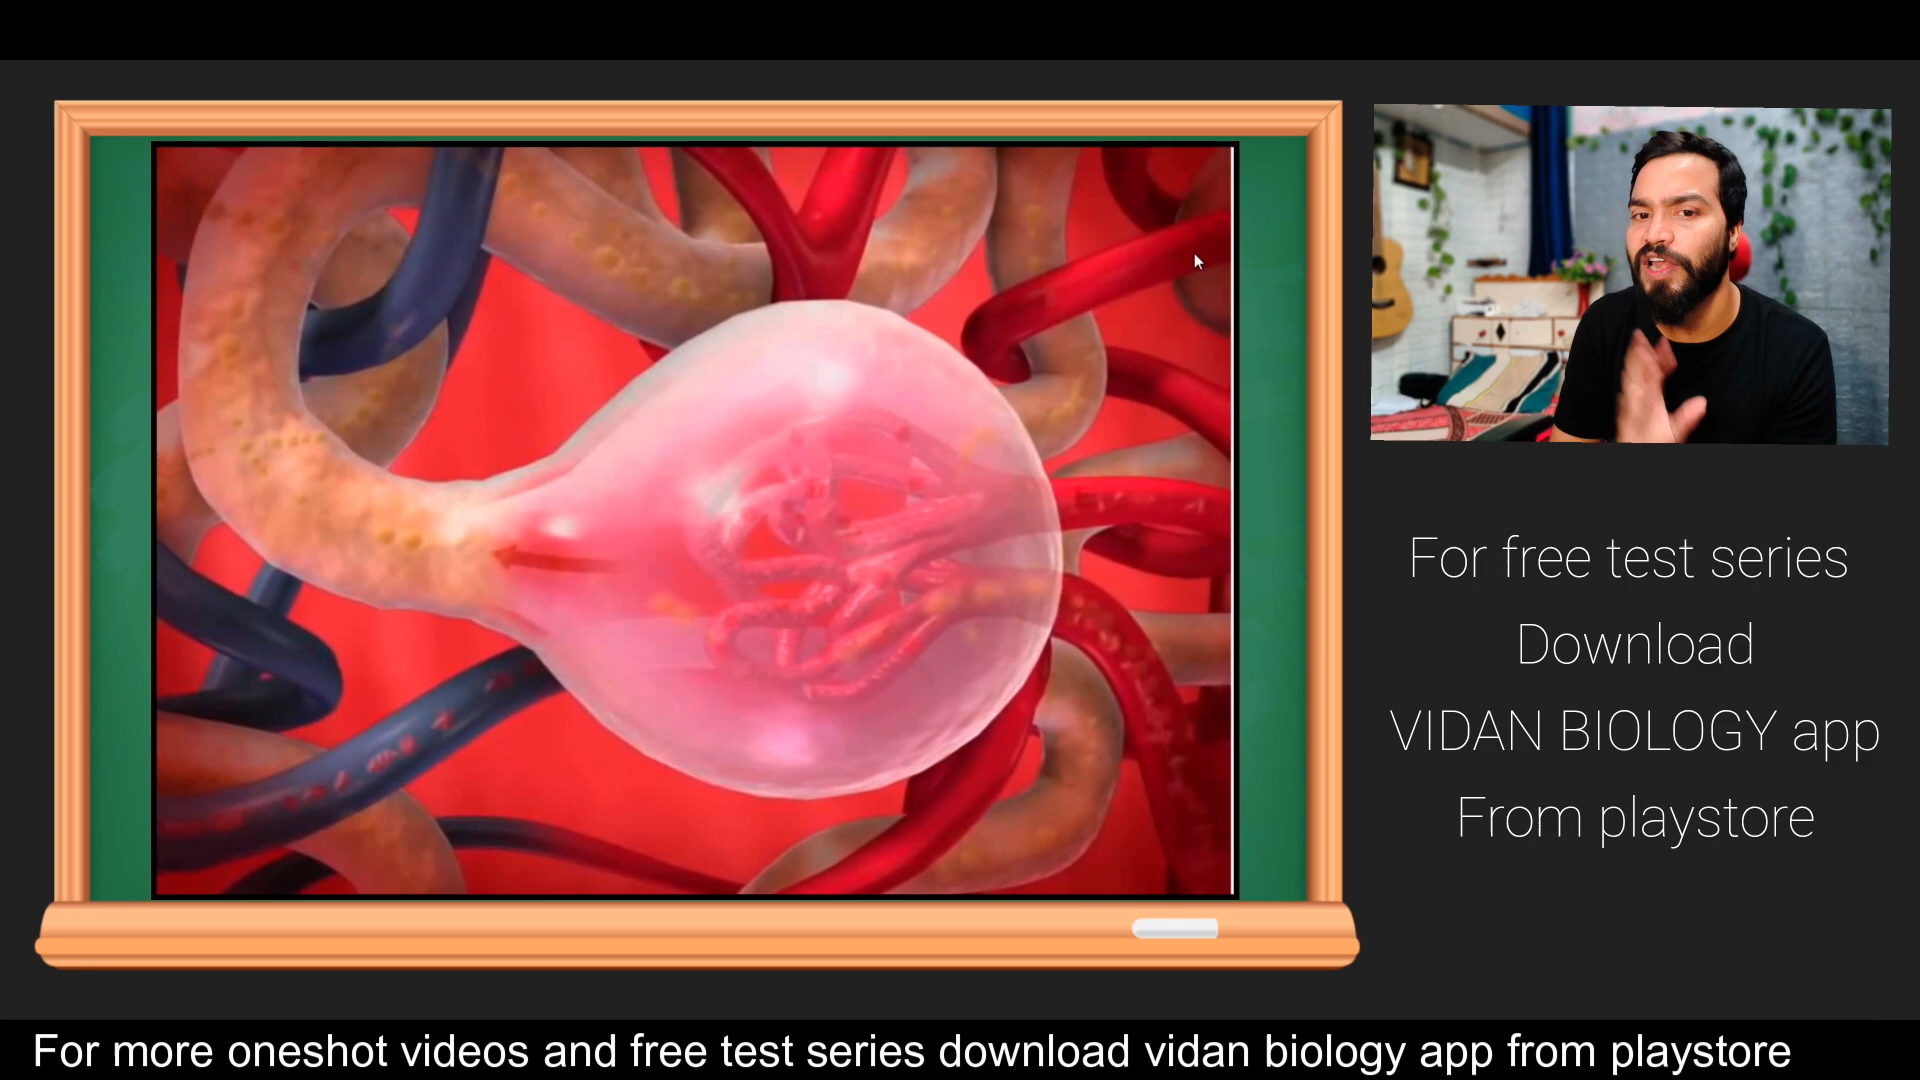 For free test series
Download
VIDAN BIOLOGY app
From playstore
For more oneshot videos and free test series download vidan biology app from playstore